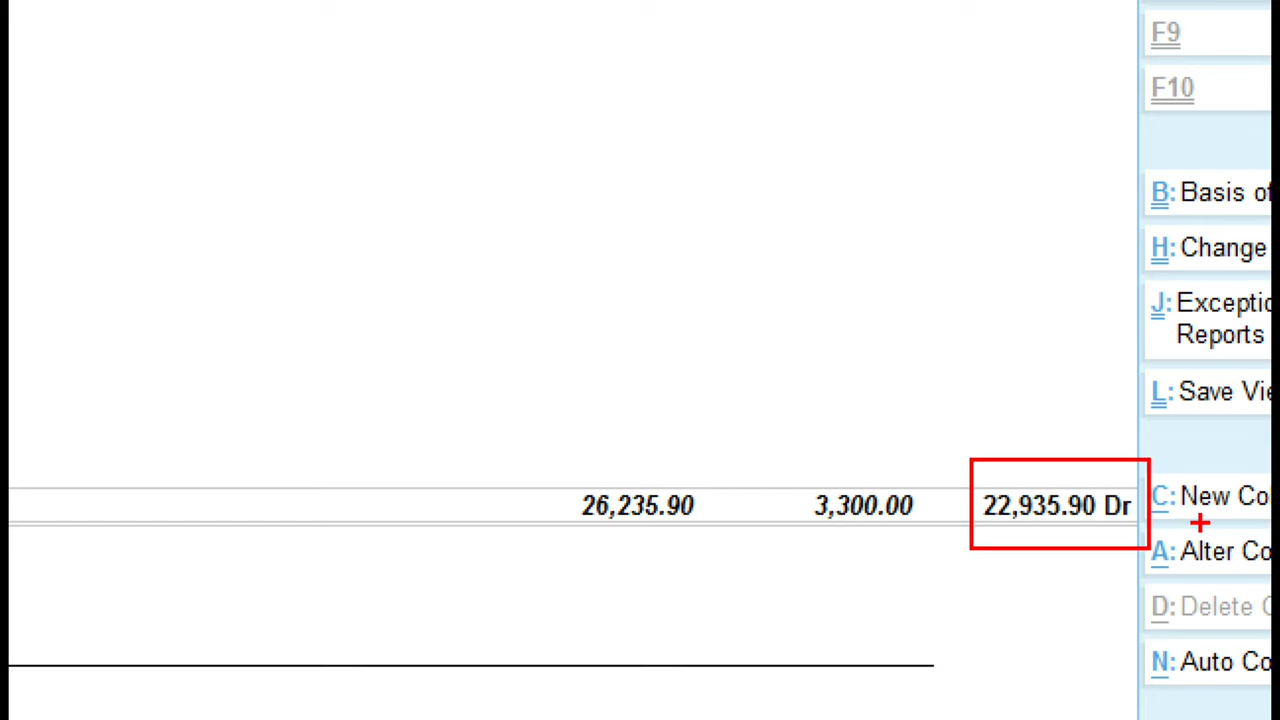 F9
F10
B: Basis of
H: Change
J: Exceptic
Reports
L: Save Vie
26,235.90 3,300.00 22,935.90 Dr
C: New Co
A: Alter Co
D: Delete C
N: Auto Co